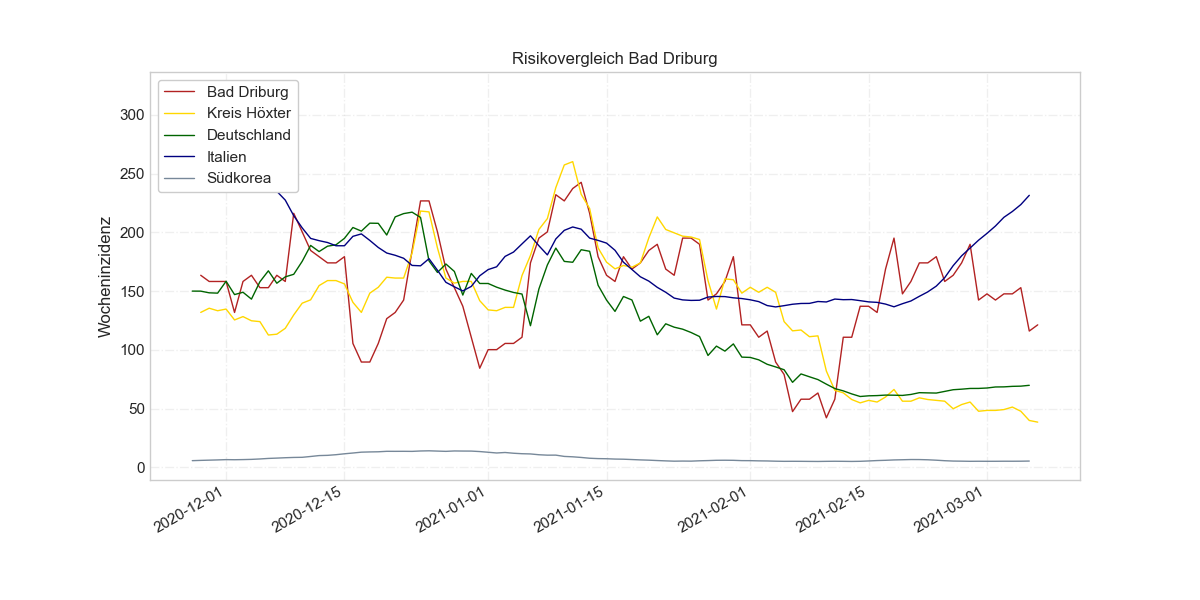 Risikovergleich Bad Driburg
Bad Driburg
Kreis Höxter
Deutschland
Italien
Südkorea
Wocheninzidenz
300
250
200
150
100
50
0
2020-12-01
2020-12-15
2021-01-01
2021-01-15
2021-02-01
2021-02-15
2021-03-01